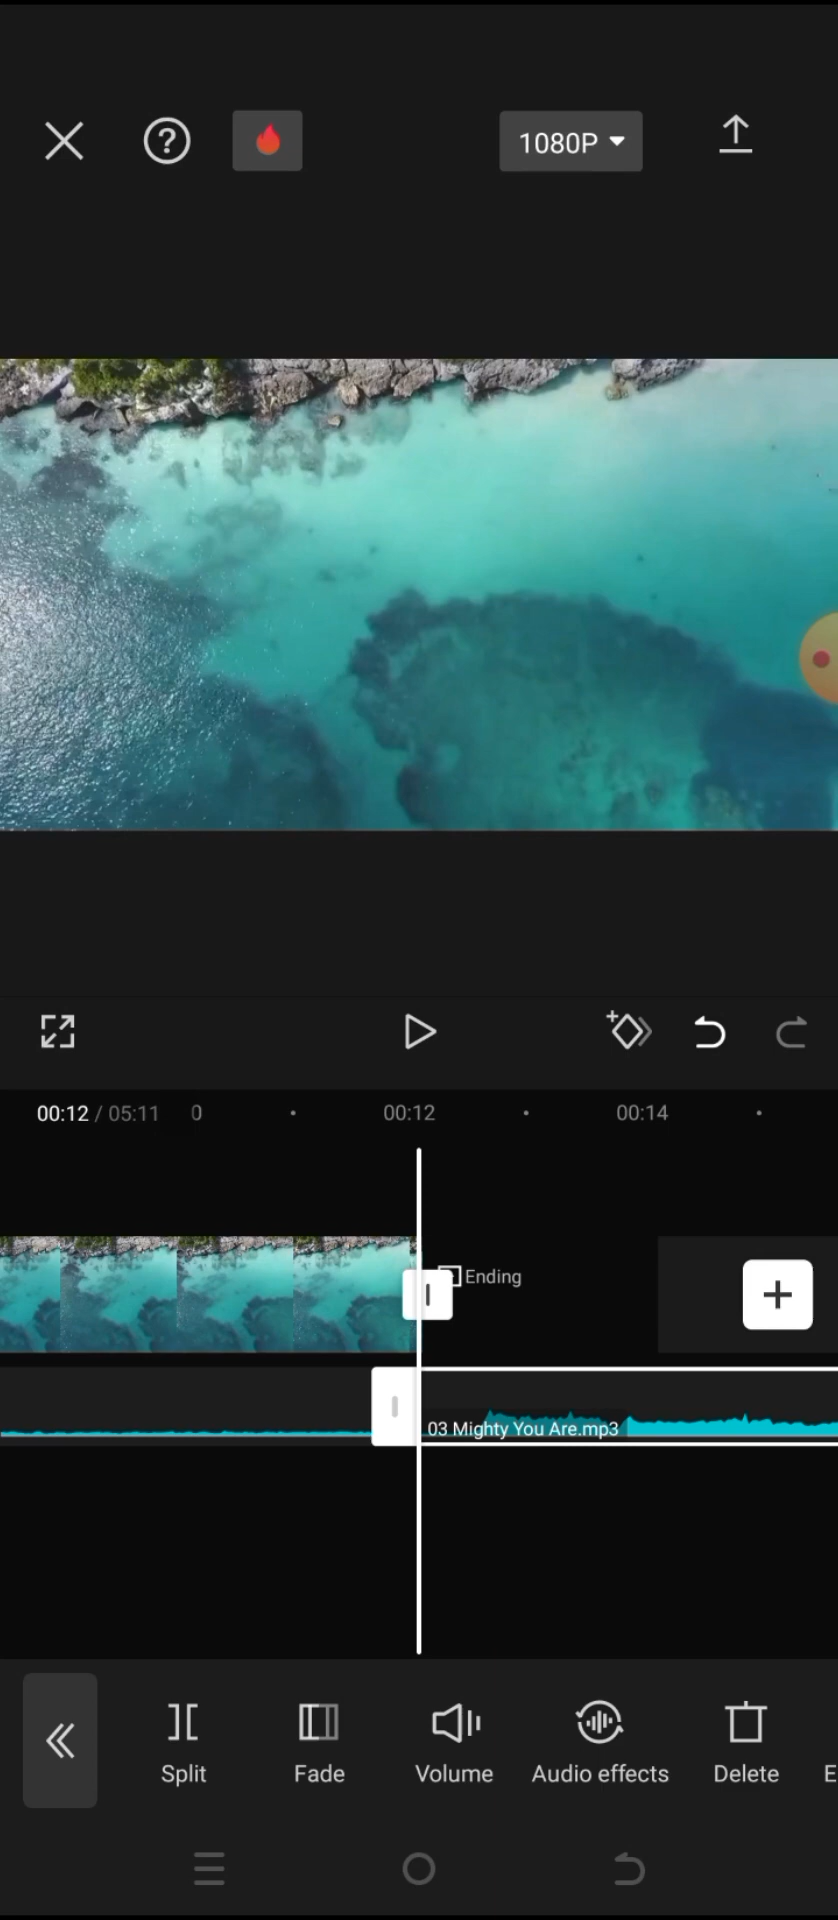 1080P
00:12 / 05:11 0 00:12 00:14
Ending
03 Mighty You Are.mp3
Split Fade Volume Audio effects Delete E